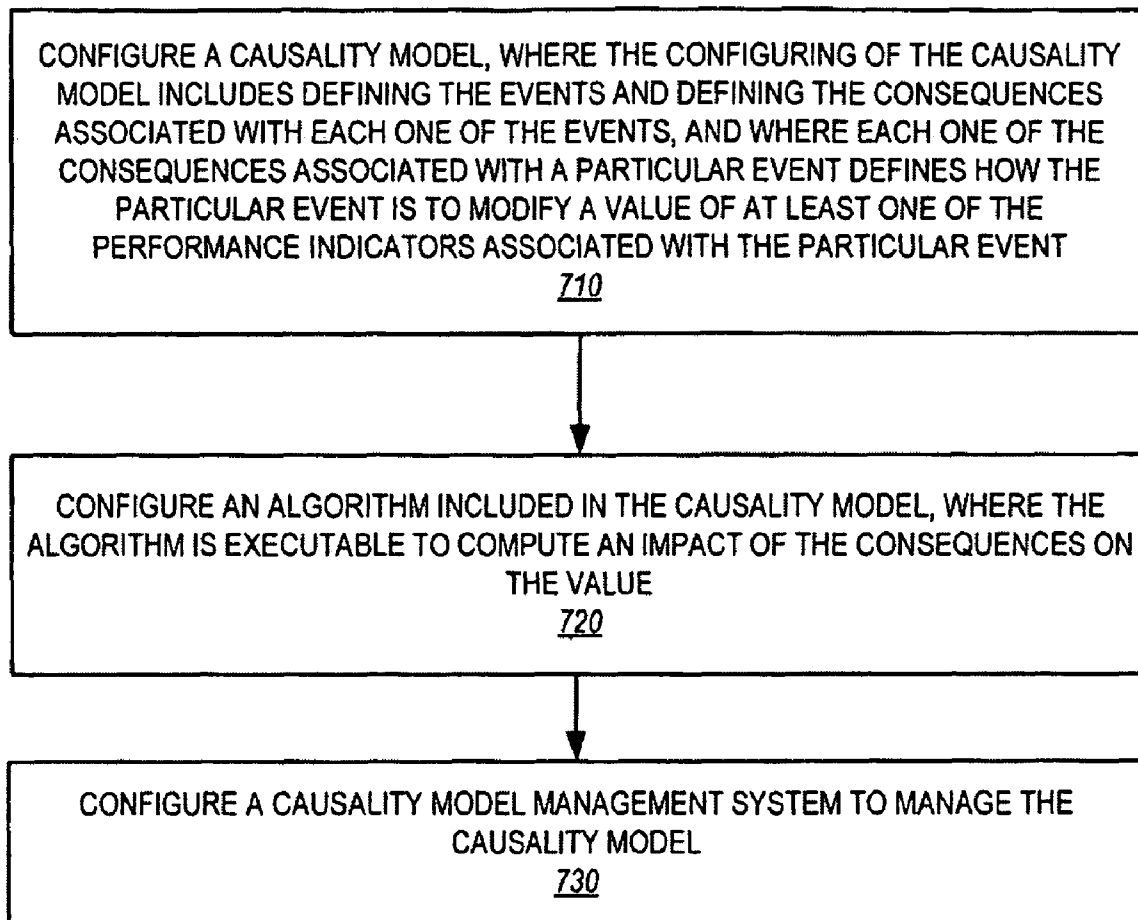 CONFIGURE A CAUSALITY MODEL, WHERE THE CONFIGURING OF THE CAUSALITY
MODEL INCLUDES DEFINING THE EVENTS AND DEFINING THE CONSEQUENCES
ASSOCIATED WITH EACH ONE OF THE EVENTS, AND WHERE EACH ONE OF THE
CONSEQUENCES ASSOCIATED WITH A PARTICULAR EVENT DEFINES HOW THE
PARTICULAR EVENT IS TO MODIFY A VALUE OF AT LEAST ONE OF THE
PERFORMANCE INDICATORS ASSOCIATED WITH THE PARTICULAR EVENT
710
CONFIGURE AN ALGORITHM INCLUDED IN THE CAUSALITY MODEL, WHERE THE
ALGORITHM IS EXECUTABLE TO COMPUTE AN IMPACT OF THE CONSEQUENCES ON
THE VALUE
720
CONFIGURE A CAUSALITY MODEL MANAGEMENT SYSTEM TO MANAGE THE
CAUSALITY MODEL
730